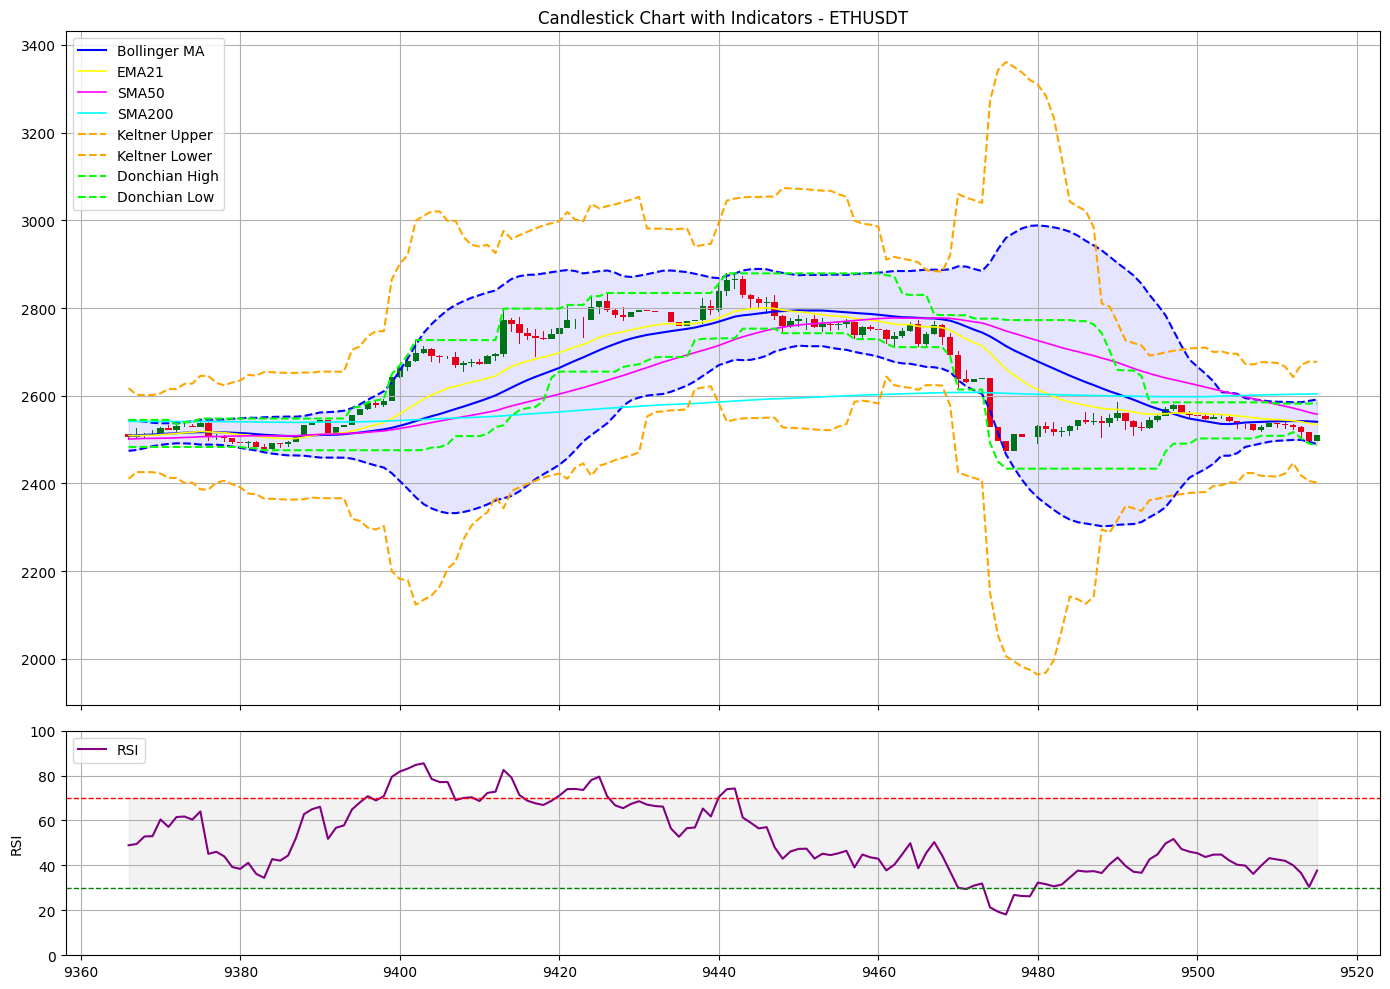 Candlestick Chart with Indicators - ETHUSDT
3400
3200
3000
2800
2600
2400
2200
2000
Bollinger MA
EMA21
SMA50
SMA200
Keltner Upper
Keltner Lower
Donchian High
Donchian Low
100
80
60
40
20
0
RSI
RSI
9360
9380
9400
9420
9440
9460
9480
9500
9520